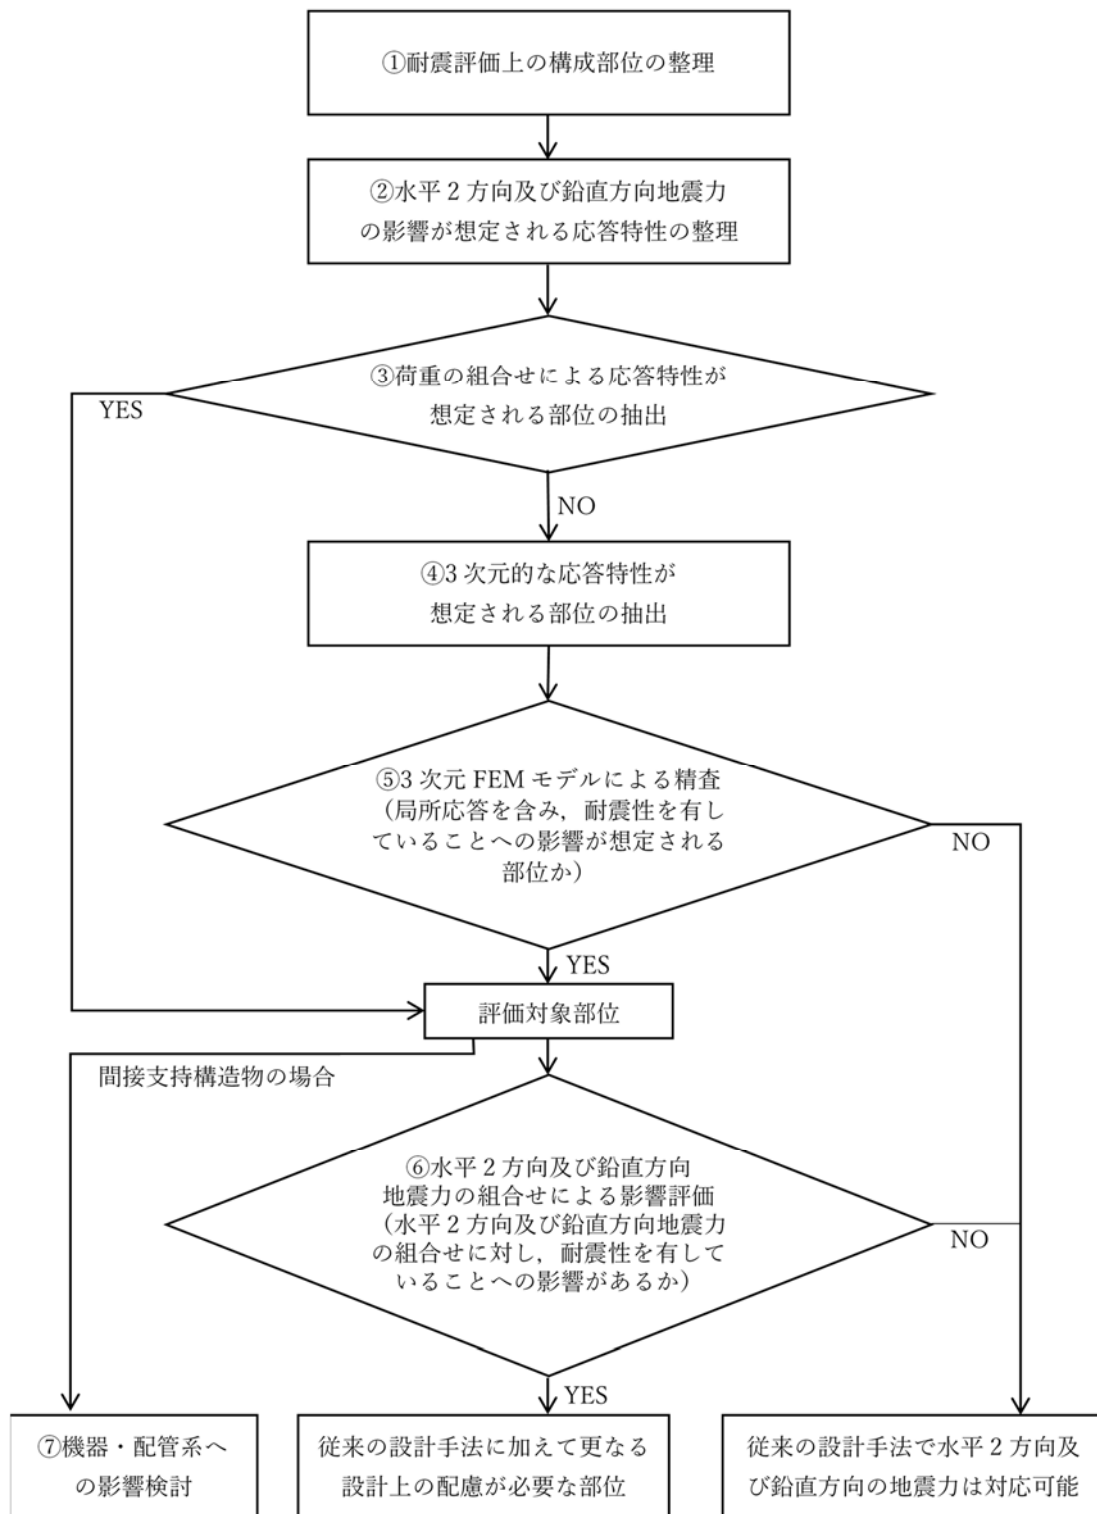 ①耐震評価上の構成部位の整理
②水平2方向及び鉛直方向地震力
の影響が想定される応答特性の整理
③荷重の組合せによる応答特性が
想定される部位の抽出
YES
NO
④3次元的な応答特性が
想定される部位の抽出
⑤3次元 FEM モデルによる精査
（局所応答を含み，耐震性を有し
ていることへの影響が想定される
部位か）
NO
YES
評価対象部位
間接支持構造物の場合
⑥水平2方向及び鉛直方向
地震力の組合せによる影響評価
（水平2方向及び鉛直方向地震力
の組合せに対し，耐震性を有して
いることへの影響があるか）
NO
YES
⑦機器・配管系へ
の影響検討
従来の設計手法に加えて更なる
設計上の配慮が必要な部位
従来の設計手法で水平2方向及
び鉛直方向の地震力は対応可能